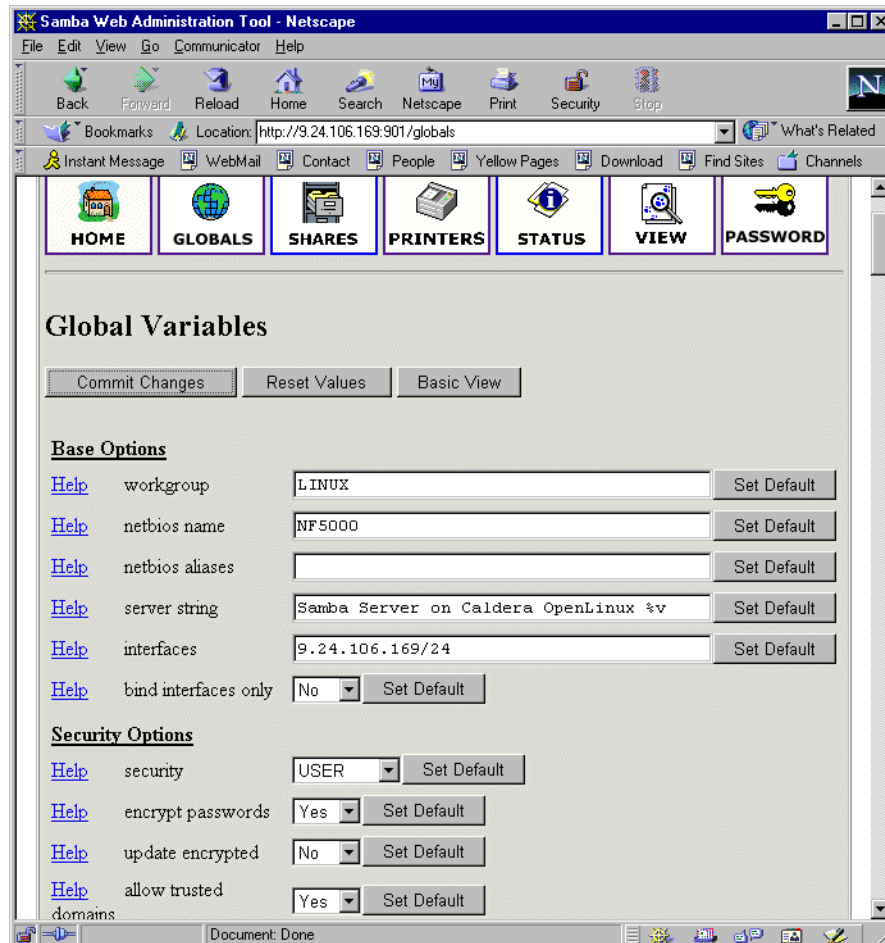 Samba Web Administration Tool - Netscape
File Edit View Go Communicator Help
Back Forward Reload Home Search Netscape Print Security Stop
My
N
Bookmarks Location: http://9.24.106.169:901/globals What's Related
Instant Message WebMail Contact People Yellow Pages Download Find Sites Channels
HOME GLOBALS SHARES PRINTERS STATUS VIEW PASSWORD
Global Variables
Commit Changes Reset Values Basic View
Base Options
Help workgroup LINUX Set Default
Help netbios name NF5000 Set Default
Help netbios aliases Set Default
Help server string Samba Server on Caldera OpenLinux %v Set Default
Help interfaces 9.24.106.169/24 Set Default
Help bind interfaces only No Set Default
Security Options
Help security USER Set Default
Help encrypt passwords Yes Set Default
Help update encrypted No Set Default
Help allow trusted Yes Set Default
domains
Document: Done